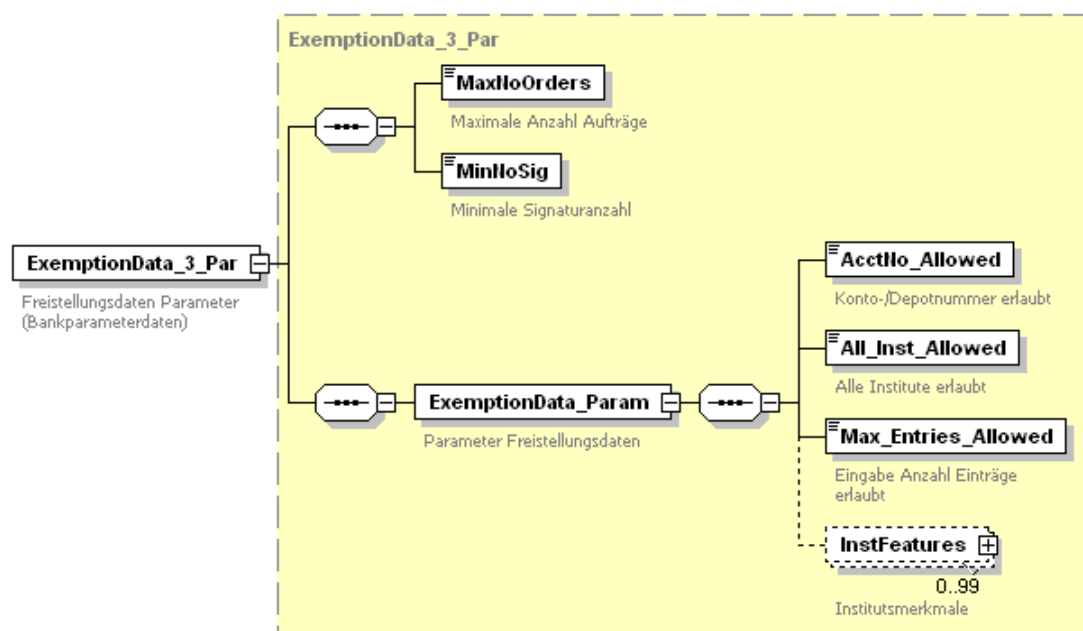 ExemptionData_3_Par
MaxNoOrders
Maximale Anzahl Aufträge
MinNoSig
Minimale Signaturanzahl
ExemptionData_3_Par
Freistellungsdaten Parameter
(Bankparameterdaten)
AcctNo_Allowed
Konto-/Depotnummer erlaubt
All_Inst_Allowed
Alle Institute erlaubt
ExemptionData_Param
Parameter Freistellungsdaten
Max_Entries_Allowed
Eingabe Anzahl Einträge
erlaubt
InstFeatures
0..99
Institutsmerkmale